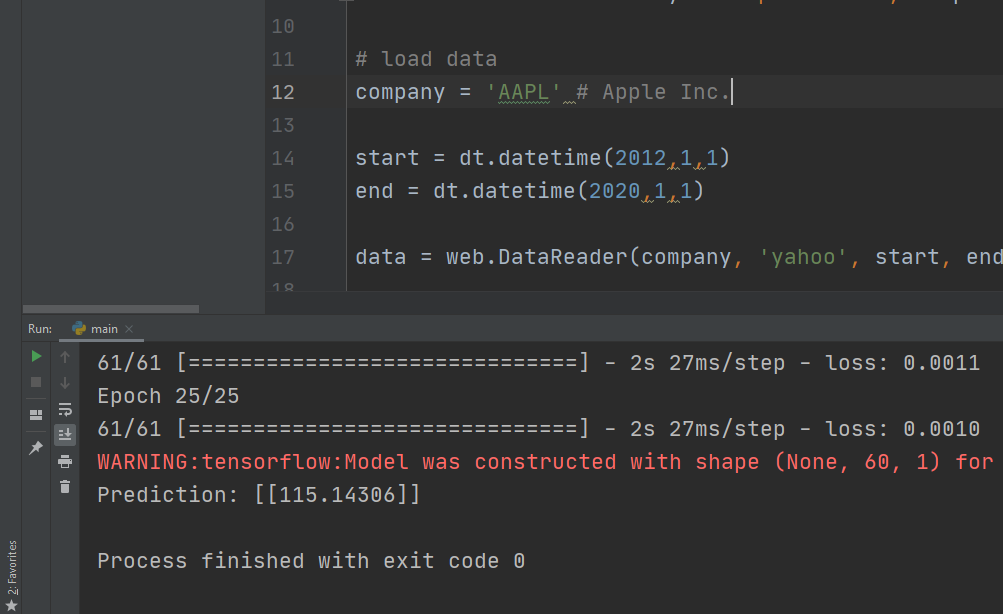 10
11 # load data
12 company = 'AAPL' # Apple Inc.
13
14 start = dt.datetime(2012,1,1)
15 end = dt.datetime(2020,1,1)
16
17 data = web.DataReader(company, 'yahoo', start, end
18
Run: main
61/61 [==============================] - 2s 27ms/step - loss: 0.0011
Epoch 25/25
61/61 [==============================] - 2s 27ms/step - loss: 0.0010
WARNING:tensorflow:Model was constructed with shape (None, 60, 1) for
Prediction: [[115.14306]]
Process finished with exit code 0
2: Favorites